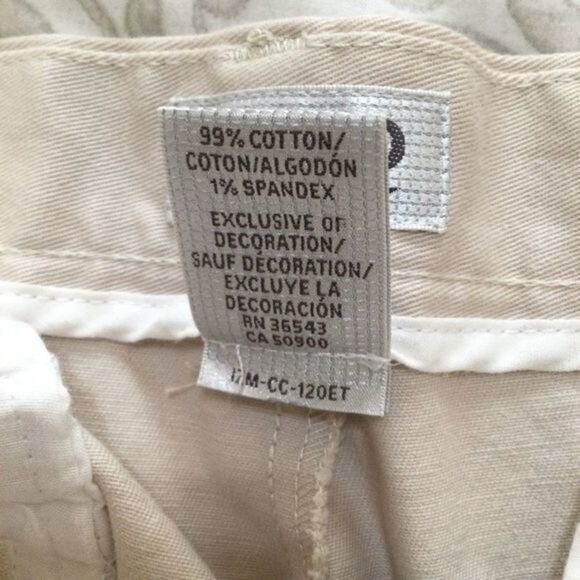 99% COTTON/
COTON/ALGODÓN
1% SPANDEX
EXCLUSIVE OF
DECORATION/
SAUF DÉCORATION/
EXCLUYE LA
DECORACIÓN
RN 36543
CA 50900
17M-CC-120ET